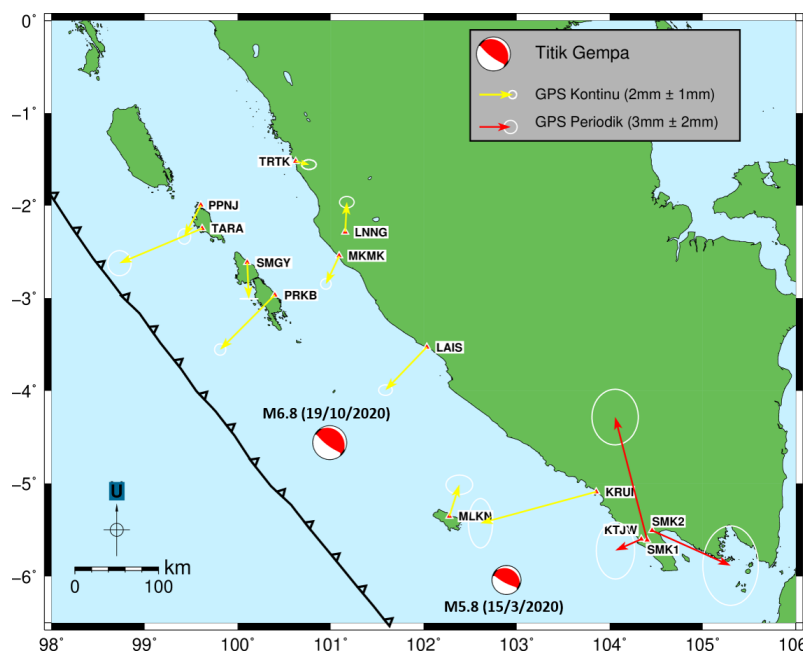 0°
−1°
−2°
−3°
−4°
−5°
−6°
Titik Gempa
GPS Kontinu (2mm ± 1mm)
GPS Periodik (3mm ± 2mm)
TRTK
PPNJ
TARA
LNNG
MKMK
SMGY
PRKB
LAIS
M6.8 (19/10/2020)
KRUI
MLKN
SMK2
KTJW
SMK1
M5.8 (15/3/2020)
U
km
0 100
98° 99° 100° 101° 102° 103° 104° 105° 106